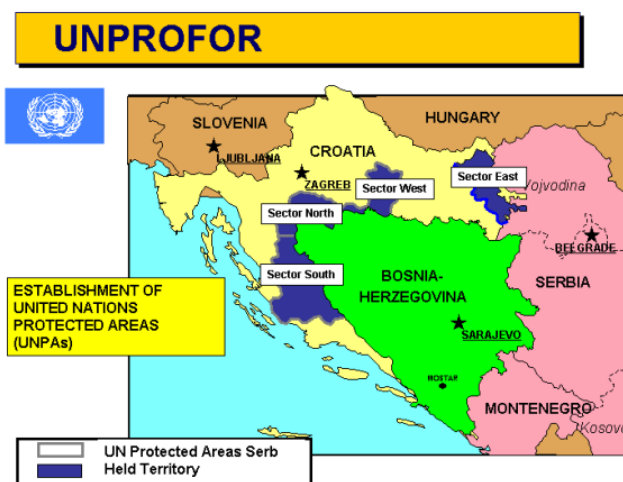 UNPROFOR
HUNGARY
SLOVENIA
LJUBLJANA
CROATIA
ZAGREB
Sector West
Sector East
Vojvodina
Sector North
BELGRADE
Sector South
BOSNIA-
HERZEGOVINA
SERBIA
ESTABLISHMENT OF
UNITED NATIONS
PROTECTED AREAS
(UNPAs)
SARAJEVO
MOSTAR
MONTENEGRO
Kosovo
UN Protected Areas Serb
Held Territory